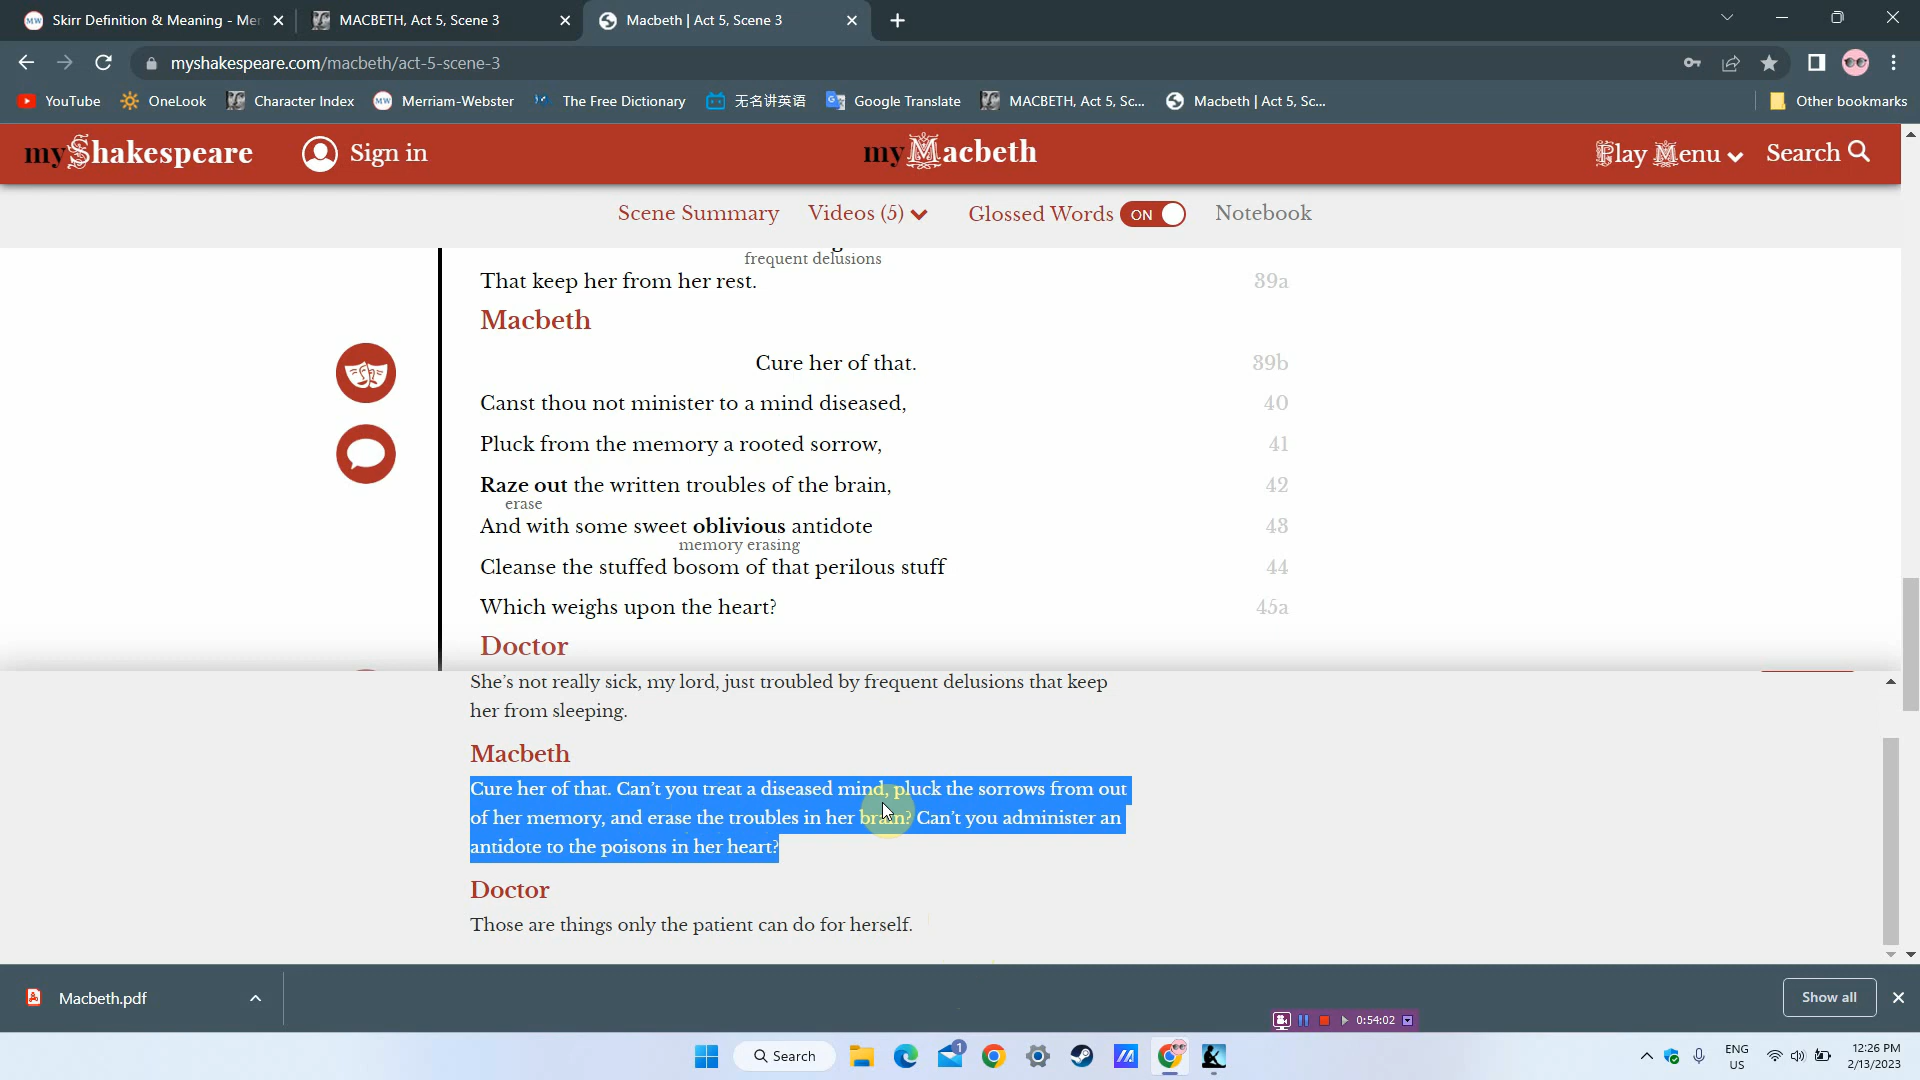 Skirr Definition & Meaning - Mer
MACBETH, Act 5, Scene 3
Macbeth | Act 5, Scene 3
myshakespeare.com/macbeth/act-5-scene-3
YouTube
OneLook
Character Index
Merriam-Webster
The Free Dictionary
无名讲英语
Google Translate
MACBETH, Act 5, Sc...
Macbeth | Act 5, Sc...
Other bookmarks
myShakespeare
Sign in
myMacbeth
Play Menu
Search
Scene Summary
Videos (5)
Glossed Words ON
Notebook
frequent delusions
That keep her from her rest. 39a
Macbeth
Cure her of that. 39b
Canst thou not minister to a mind diseased, 40
Pluck from the memory a rooted sorrow, 41
Raze out the written troubles of the brain, 42
erase
And with some sweet oblivious antidote 43
memory erasing
Cleanse the stuffed bosom of that perilous stuff 44
Which weighs upon the heart? 45a
Doctor
She's not really sick, my lord, just troubled by frequent delusions that keep
her from sleeping.
Macbeth
Cure her of that. Can't you treat a diseased mind, pluck the sorrows from out
of her memory, and erase the troubles in her brain? Can't you administer an
antidote to the poisons in her heart?
Doctor
Those are things only the patient can do for herself.
Macbeth.pdf
Show all
0:54:02
Search
1
ENG
US
12:26 PM
2/13/2023